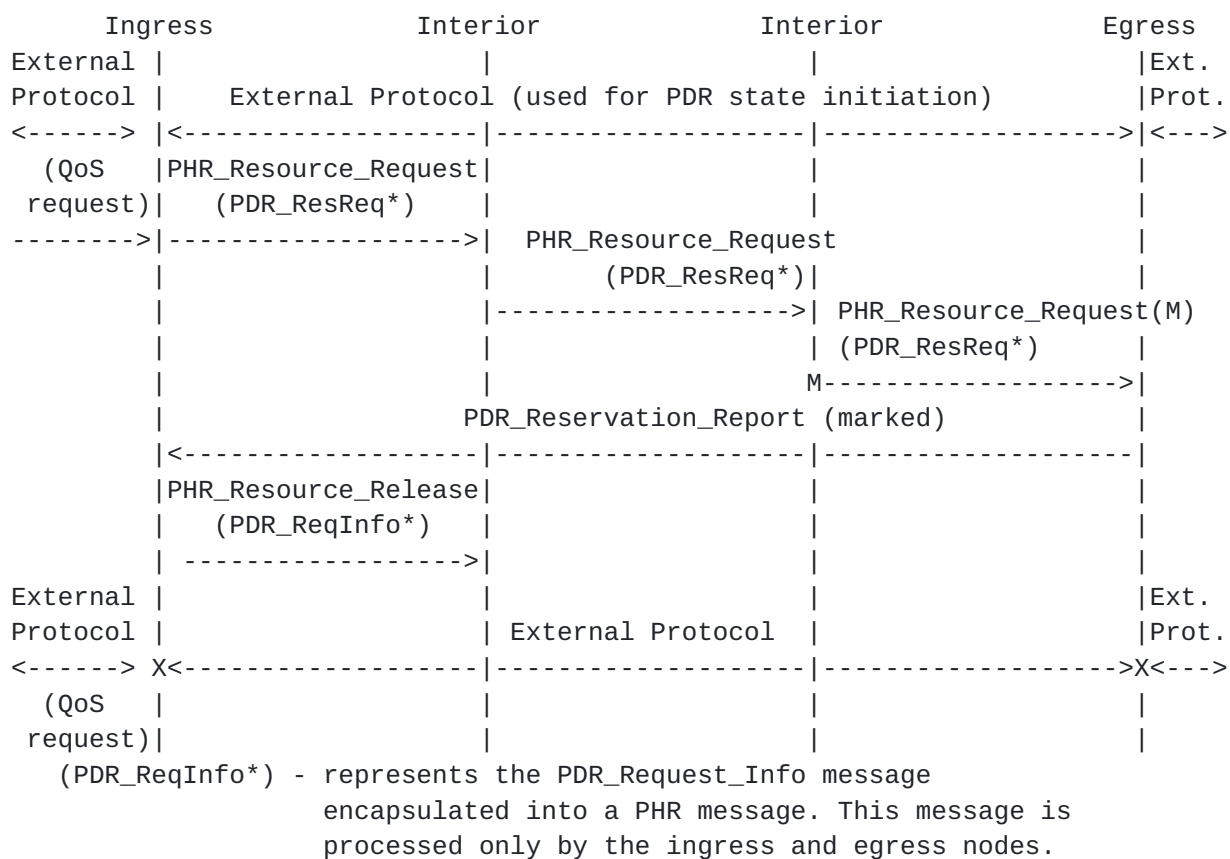 Ingress             Interior              Interior              Egress
External |                    |                    |                    |Ext.
Protocol |    External Protocol (used for PDR state initiation)         |Prot.
<------> |<-------------------|--------------------|------------------->|<--->
  (QoS   |PHR_Resource_Request|                    |                    |
 request)|   (PDR_ResReq*)    |                    |                    |
-------->|------------------->|  PHR_Resource_Request                   |
         |                    |       (PDR_ResReq*)|                    |
         |                    |------------------->| PHR_Resource_Request(M)
         |                    |                    | (PDR_ResReq*)      |
         |                    |                    M------------------->|
         |                   PDR_Reservation_Report (marked)            |
         |<-------------------|--------------------|--------------------|
         |PHR_Resource_Release|                    |                    |
         |   (PDR_ReqInfo*)   |                    |                    |
         | ------------------>|                    |                    |
External |                    |                    |                    |Ext.
Protocol |                    | External Protocol  |                    |Prot.
<------> X<-------------------|--------------------|------------------->X<--->
  (QoS   |                    |                    |                    |
 request)|                    |                    |                    |
   (PDR_ReqInfo*) - represents the PDR_Request_Info message
                    encapsulated into a PHR message. This message is
                    processed only by the ingress and egress nodes.